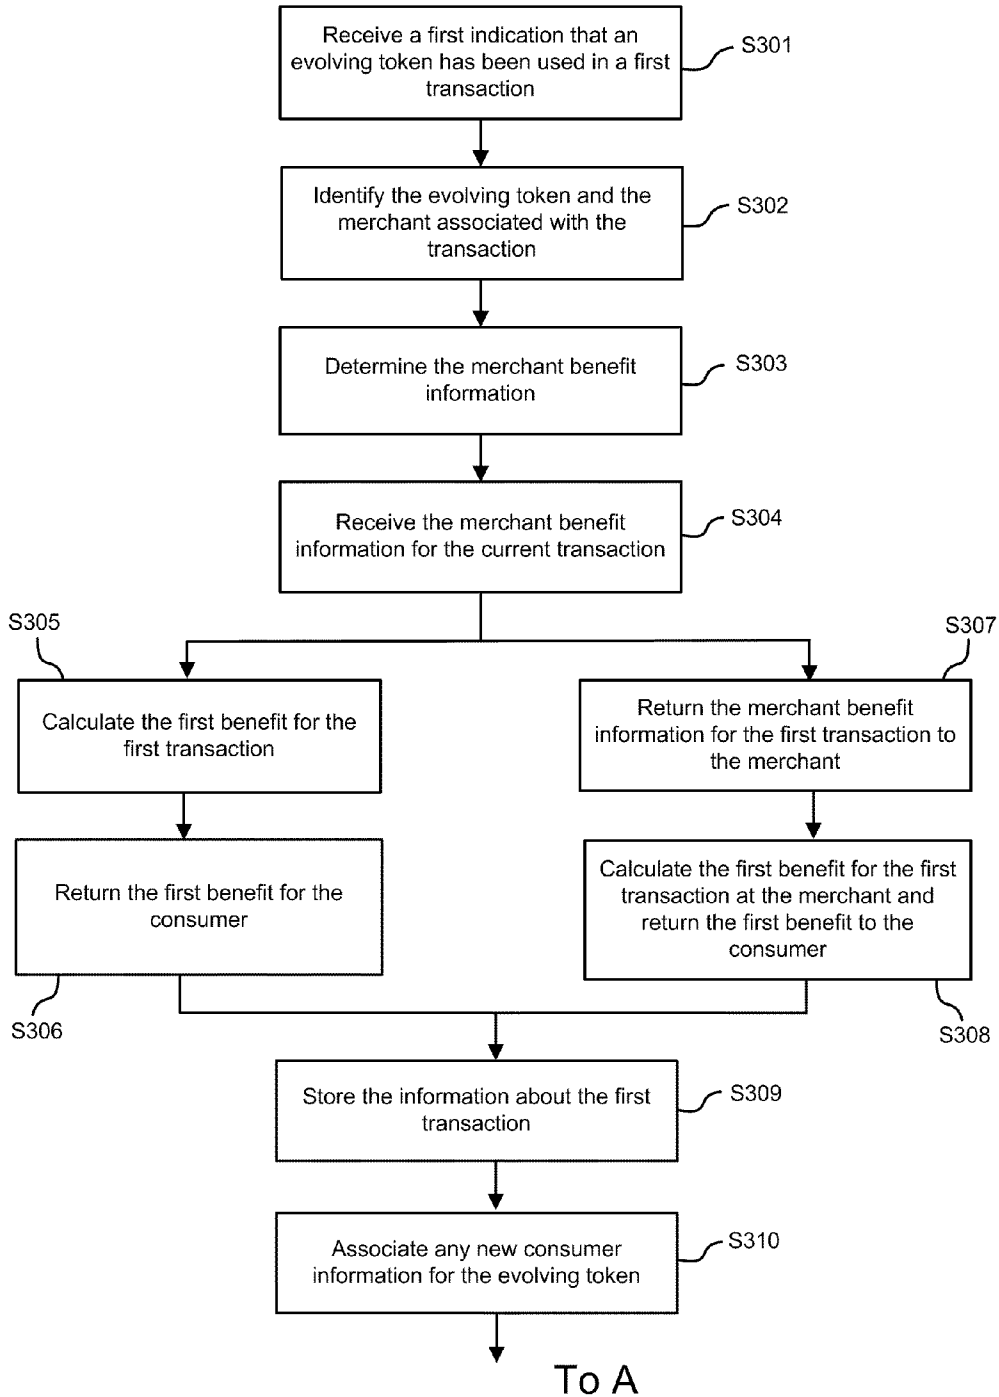 Receive a first indication that an
evolving token has been used in a first
transaction
S301
Identify the evolving token and the
merchant associated with the
transaction
S302
Determine the merchant benefit
information
S303
Receive the merchant benefit
information for the current transaction
S304
S305
Calculate the first benefit for the
first transaction
S307
Return the merchant benefit
information for the first transaction to
the merchant
Return the first benefit for the
consumer
S306
Calculate the first benefit for the first
transaction at the merchant and
return the first benefit to the
consumer
S308
Store the information about the first
transaction
S309
Associate any new consumer
information for the evolving token
S310
To A